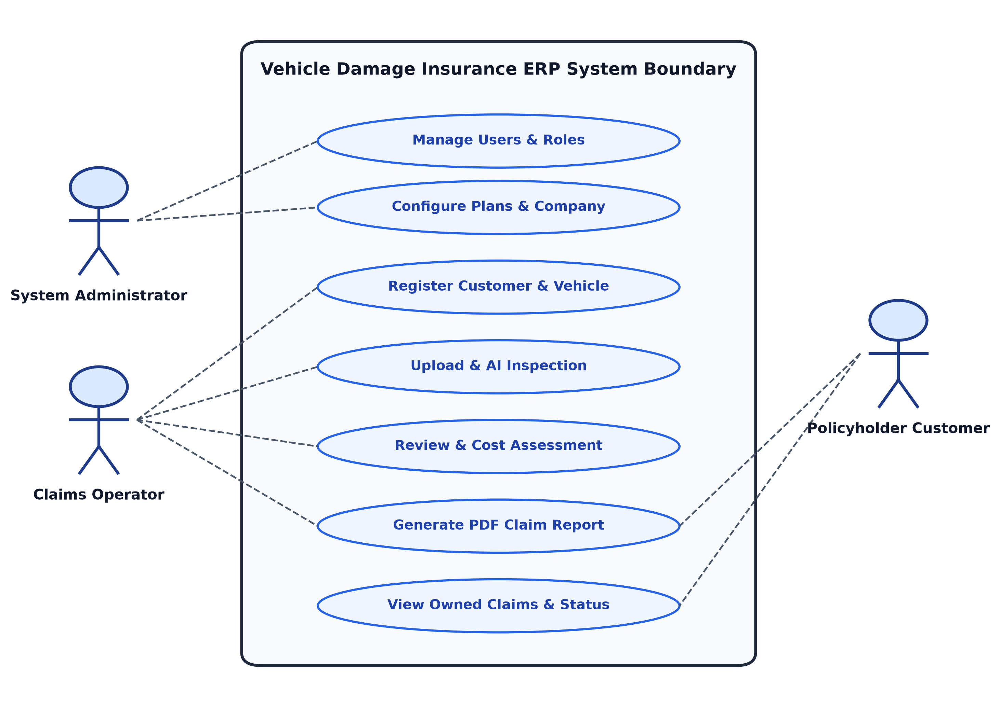 Vehicle Damage Insurance ERP System Boundary
Manage Users & Roles
Configure Plans & Company
System Administrator
Register Customer & Vehicle
Upload & AI Inspection
Review & Cost Assessment
Policyholder Customer
Claims Operator
Generate PDF Claim Report
View Owned Claims & Status